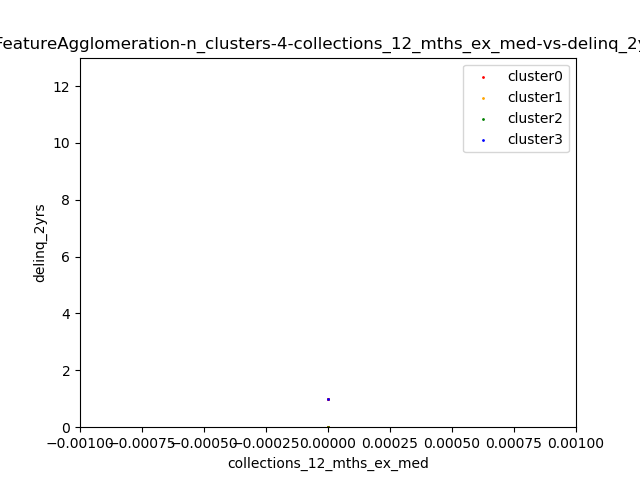 FeatureAgglomeration-n_clusters-4-collections_12_mths_ex_med-vs-delinq_2y
cluster0
cluster1
cluster2
cluster3
12
10
8
6
4
2
0
delinq_2yrs
−0.00100 −0.00075 −0.00050 −0.00025 0.00000 0.00025 0.00050 0.00075 0.00100
collections_12_mths_ex_med